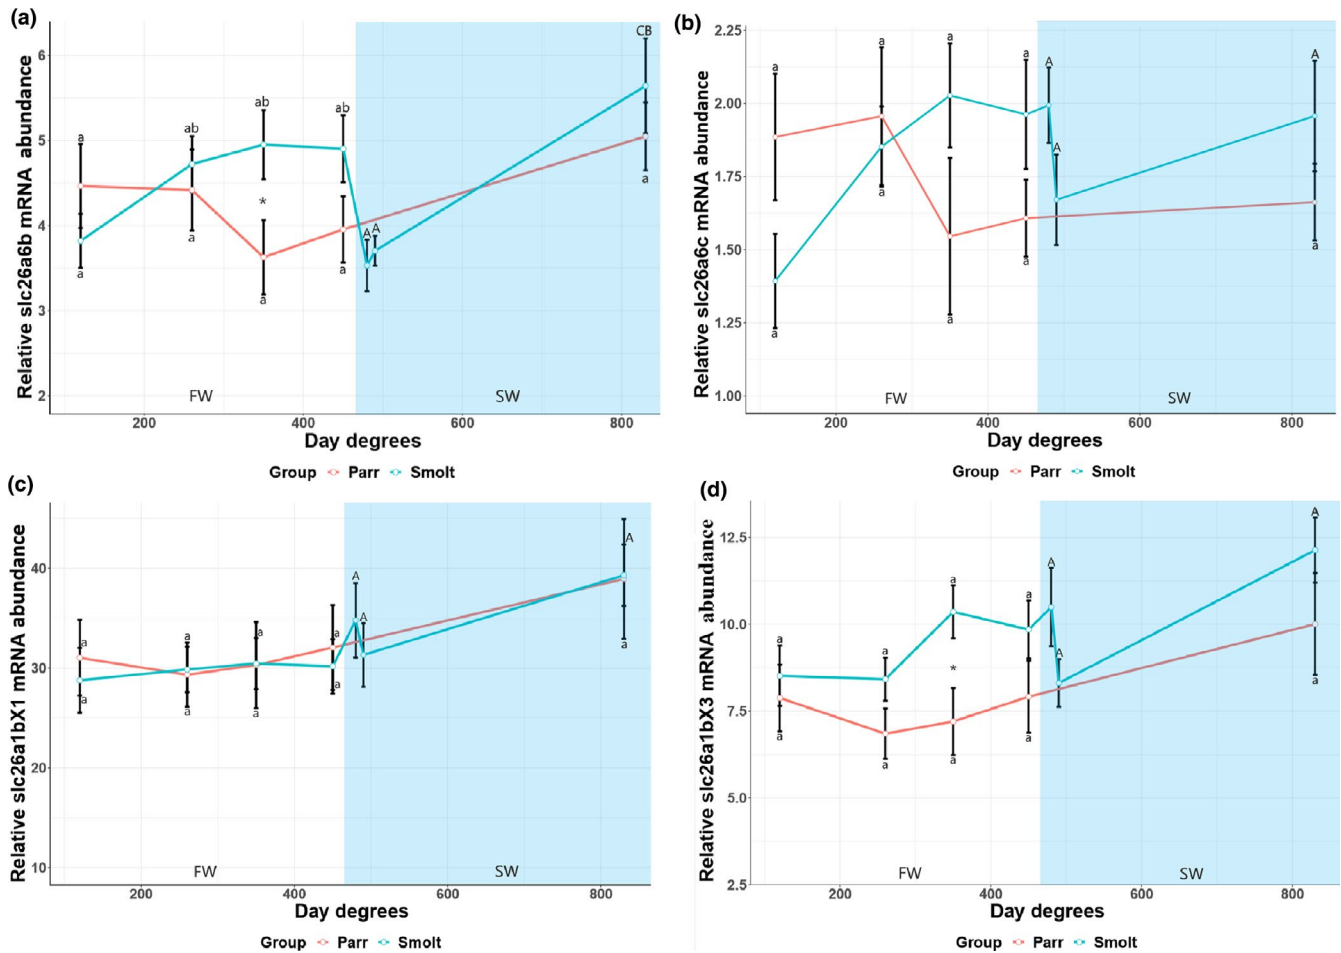 (a)
Relative slc26a6b mRNA abundance
6
5
4
3
2
a
ab
ab
ab
CB
a
a
*
a
a
A
A
a
FW
SW
200
400
600
800
Day degrees
Group Parr Smolt
(b)
Relative slc26a6c mRNA abundance
2.25
2.00
1.75
1.50
1.25
1.00
a
a
a
a
A
A
A
a
a
a
a
a
FW
SW
200
400
600
800
Day degrees
Group Parr Smolt
(c)
Relative slc26a1bX1 mRNA abundance
40
30
20
10
a
a
a
a
A
A
A
a
a
a
a
a
FW
SW
200
400
600
800
Day degrees
Group Parr Smolt
(d)
Relative slc26a1bX3 mRNA abundance
12.5
10.0
7.5
5.0
2.5
a
a
a
a
A
A
A
*
a
a
a
a
a
FW
SW
200
400
600
800
Day degrees
Group Parr Smolt